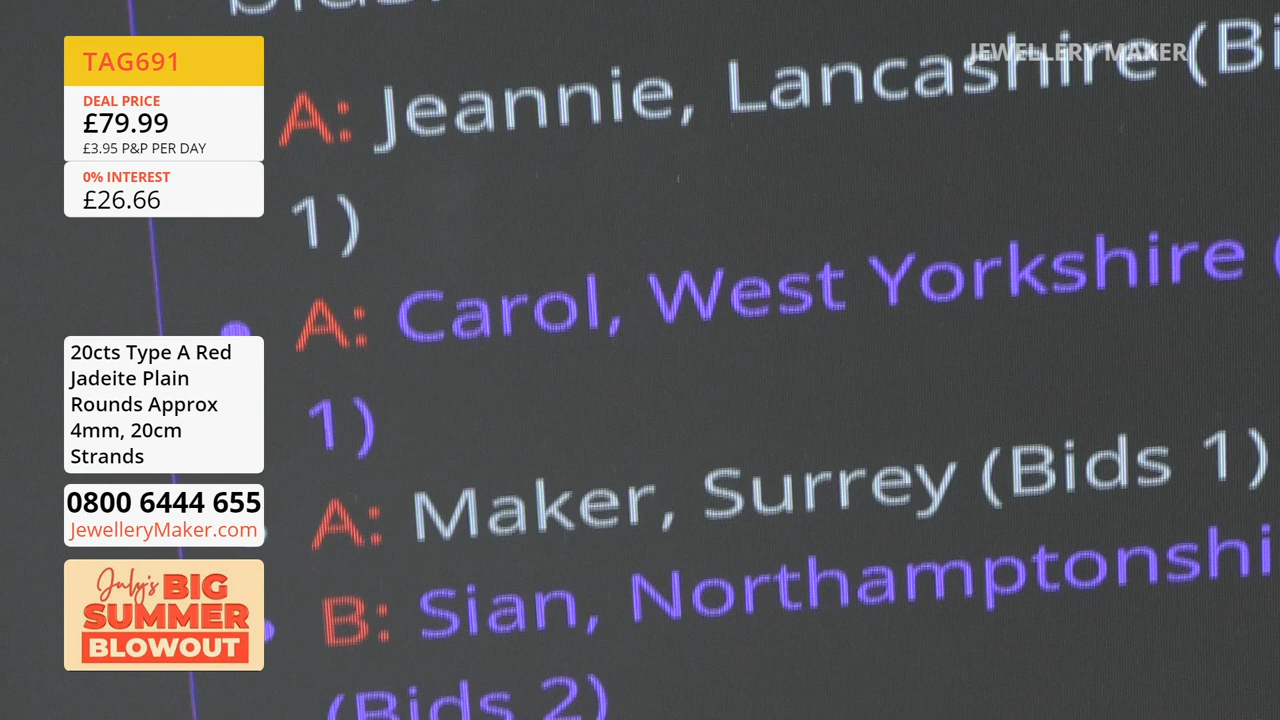 TAG691
DEAL PRICE
£79.99
£3.95 P&P PER DAY
0% INTEREST
£26.66
20cts Type A Red
Jadeite Plain
Rounds Approx
4mm, 20cm
Strands
0800 6444 655
JewelleryMaker.com
July's BIG
SUMMER
BLOWOUT
JEWELLERY MAKER
A: Jeannie, Lancashire (Bi
1)
A: Carol, West Yorkshire (
1)
A: Maker, Surrey (Bids 1)
B: Sian, Northamptonshi
(Bids 2)